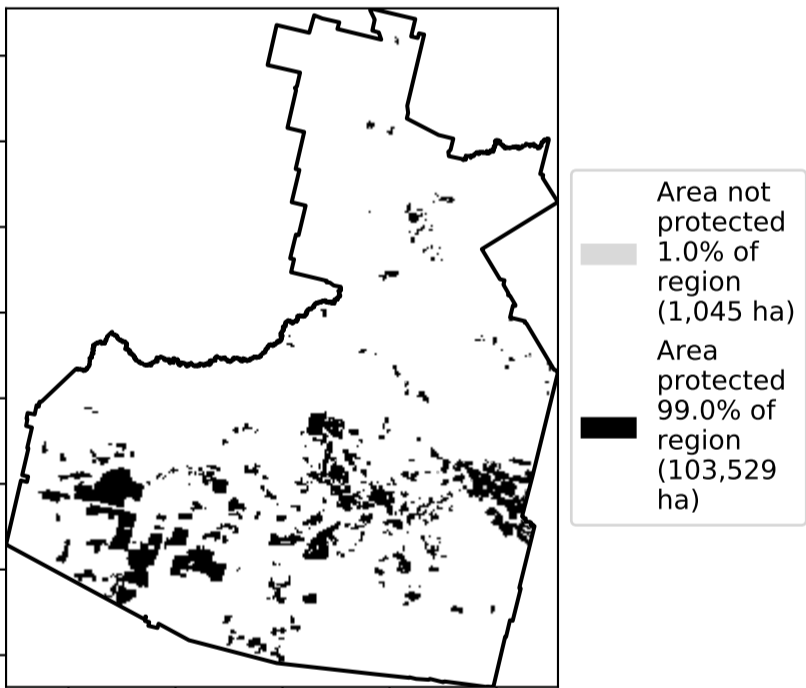 Area not
protected
1.0% of
region
(1,045 ha)
Area
protected
99.0% of
region
(103,529
ha)